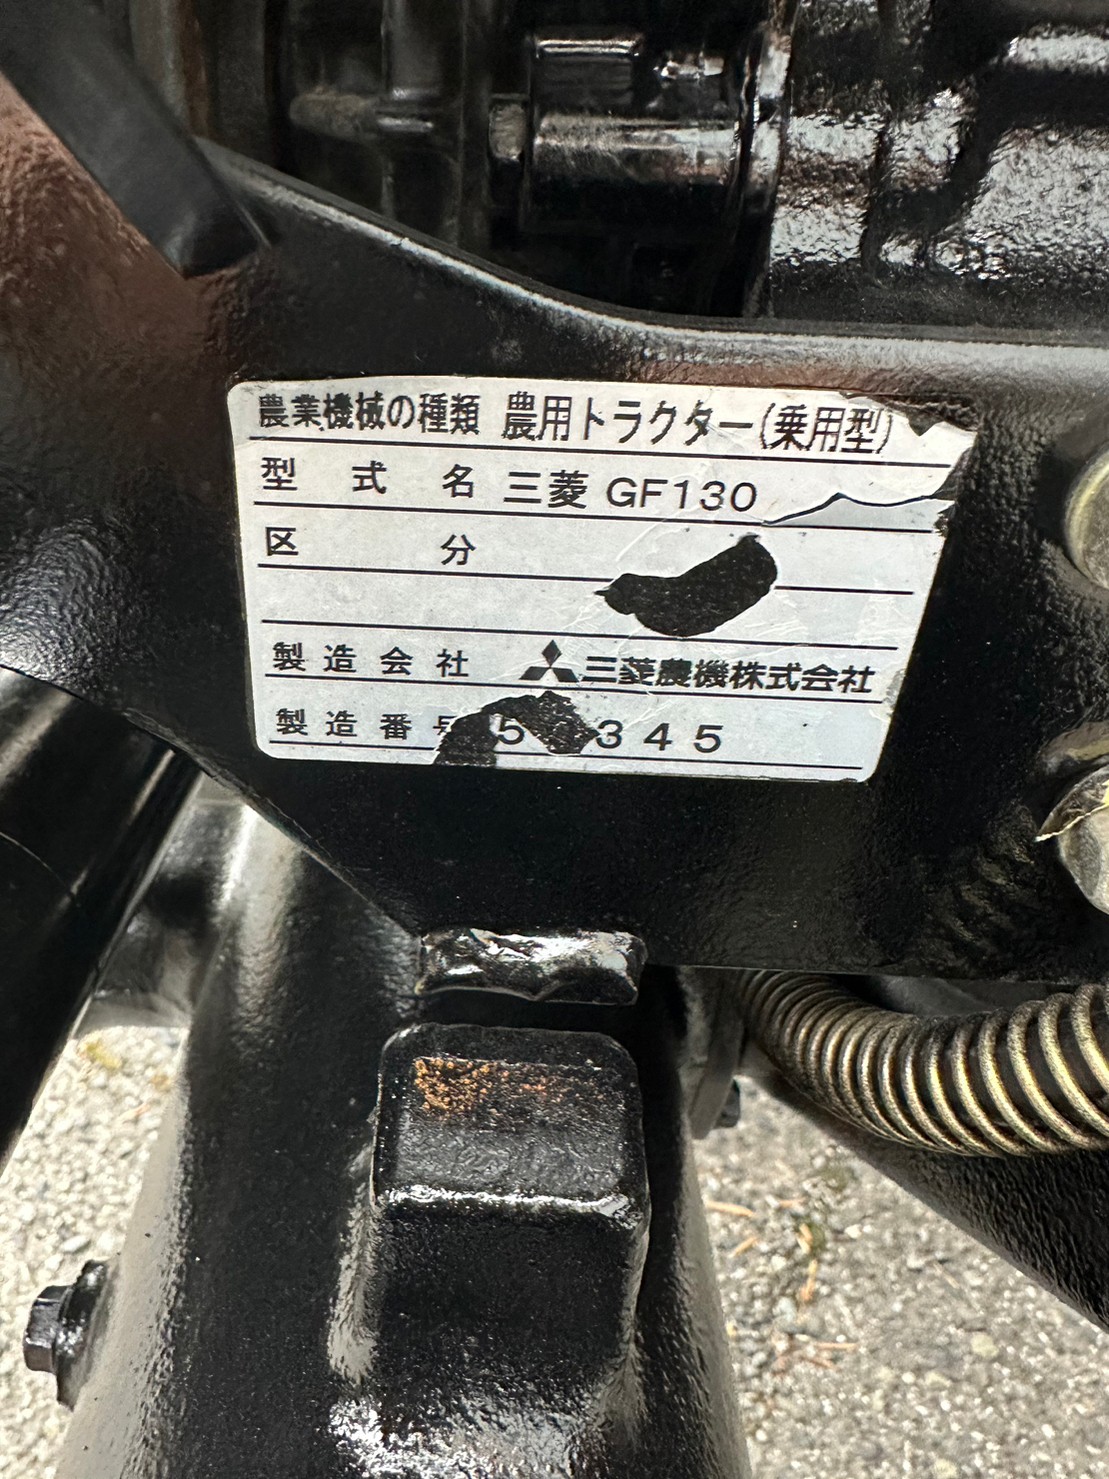 農業機械の種類 農用トラクター(乗用型)
型式名 三菱 GF130
区分
製造会社 三菱農機株式会社
製造番号 5 345